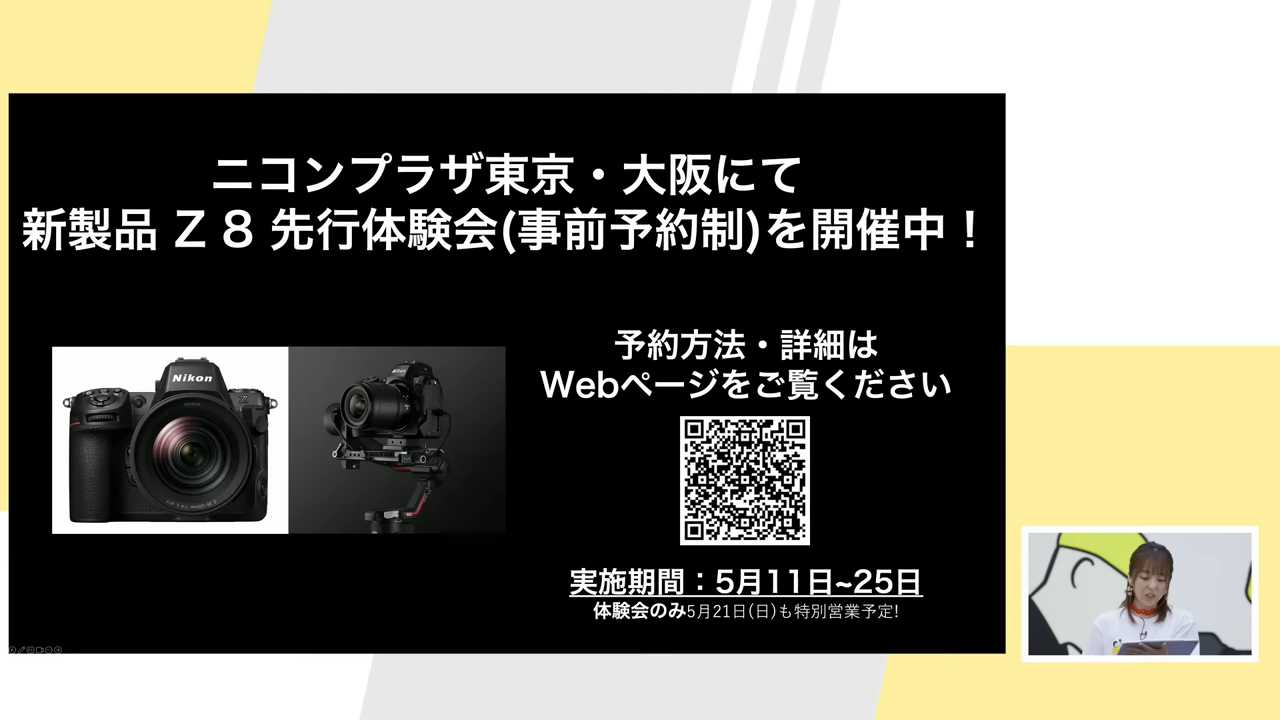 ニコンプラザ東京・大阪にて
新製品 Z 8 先行体験会(事前予約制)を開催中！
予約方法・詳細は
Webページをご覧ください
Nikon
Nikon
実施期間：5月11日~25日
体験会のみ5月21日(日)も特別営業予定!